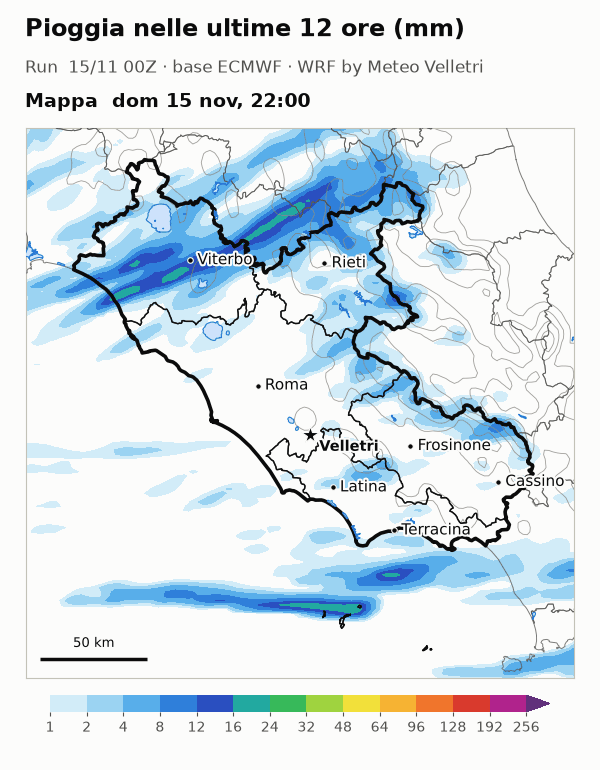 Pioggia nelle ultime 12 ore (mm)
Run  15/11 00Z · base ECMWF · WRF by Meteo Velletri
Mappa  dom 15 nov, 22:00
Viterbo
Rieti
Roma
Velletri
Frosinone
Latina
Cassino
Terracina
50 km
1 2 4 8 12 16 24 32 48 64 96 128 192 256